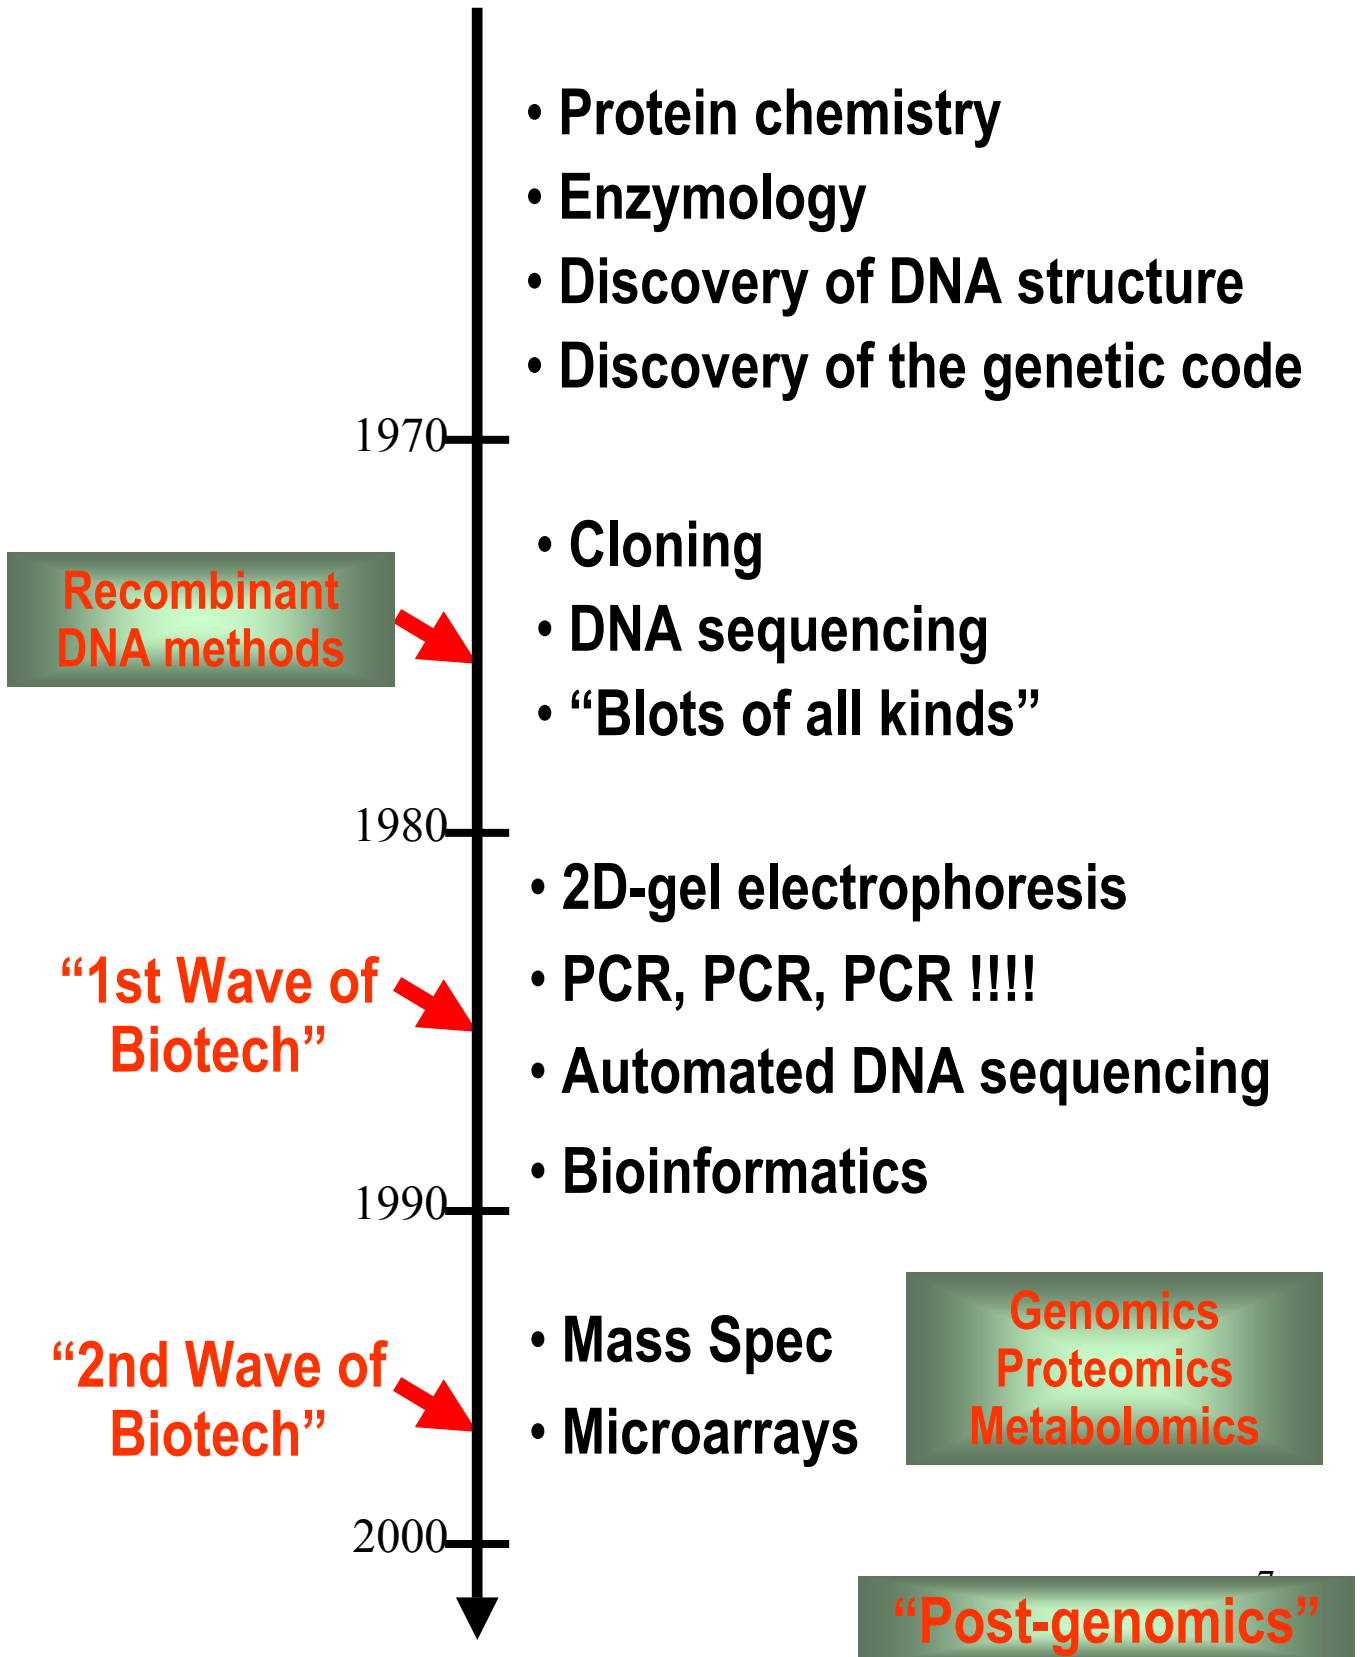 • Protein chemistry
• Enzymology
• Discovery of DNA structure
• Discovery of the genetic code
1970
• Cloning
Recombinant
DNA methods
• DNA sequencing
• “Blots of all kinds”
1980
• 2D-gel electrophoresis
“1st Wave of
Biotech”
• PCR, PCR, PCR !!!!
• Automated DNA sequencing
• Bioinformatics
1990
“2nd Wave of
Biotech”
• Mass Spec
• Microarrays
Genomics
Proteomics
Metabolomics
2000
“Post-genomics”